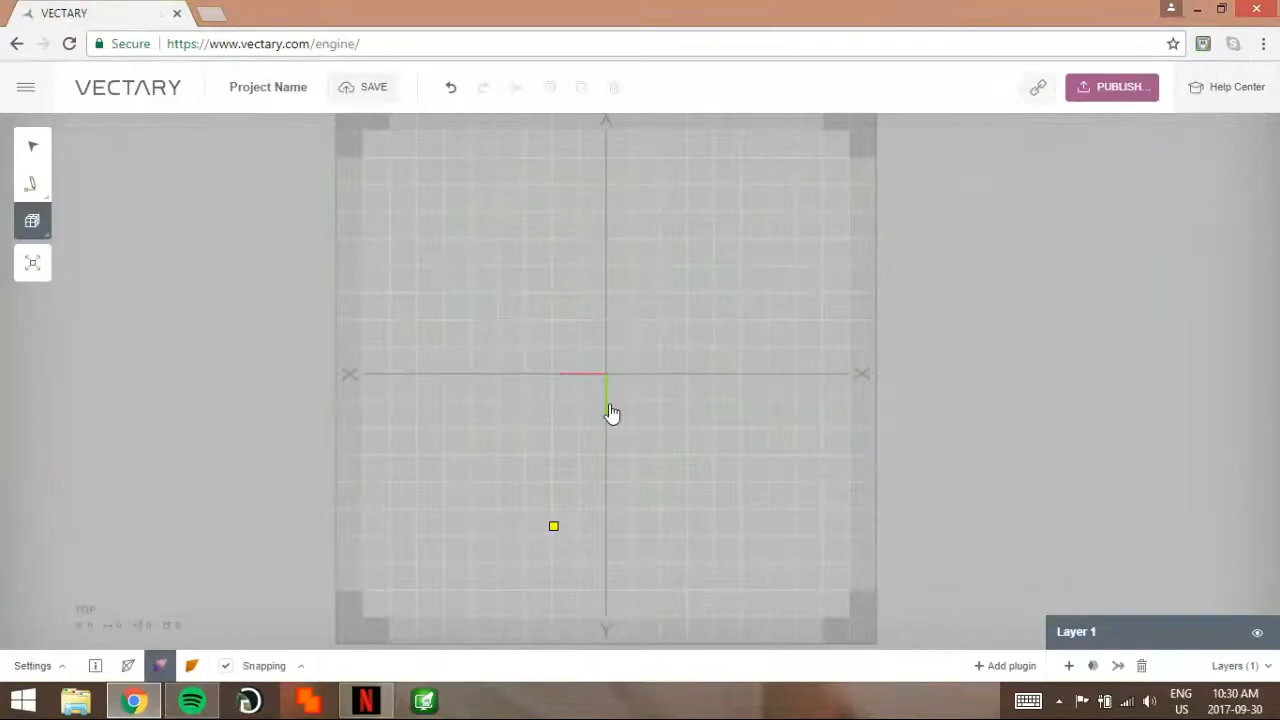 VECTARY
Secure https://www.vectary.com/engine/
VECTARY Project Name SAVE PUBLISH... Help Center
Y
X X
Y
TOP
Layer 1
Settings Snapping + Add plugin Layers (1)
ENG 10:30 AM
US 2017-09-30